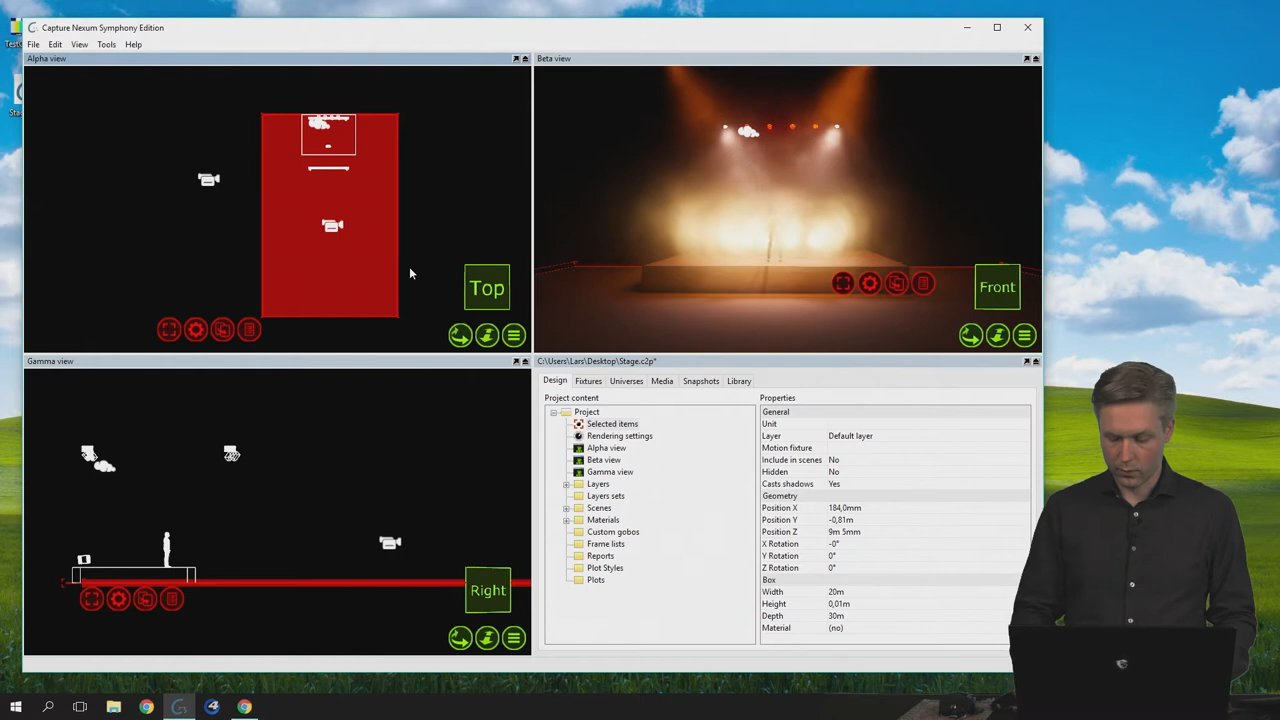 Capture Nexum Symphony Edition
File Edit View Tools Help
Alpha view
Beta view
Top
Front
Gamma view
Right
C:\Users\Lars\Desktop\Stage.c2p*
Design Fixtures Universes Media Snapshots Library
Project content
Project
Selected items
Rendering settings
Alpha view
Beta view
Gamma view
Layers
Layers sets
Scenes
Materials
Custom gobos
Frame lists
Reports
Plot Styles
Plots
Properties
General
Unit
Layer Default layer
Motion fixture
Include in scenes No
Hidden No
Casts shadows Yes
Geometry
Position X 184,0mm
Position Y -0,81m
Position Z 9m 5mm
X Rotation -0°
Y Rotation 0°
Z Rotation 0°
Box
Width 20m
Height 0,01m
Depth 30m
Material (no)